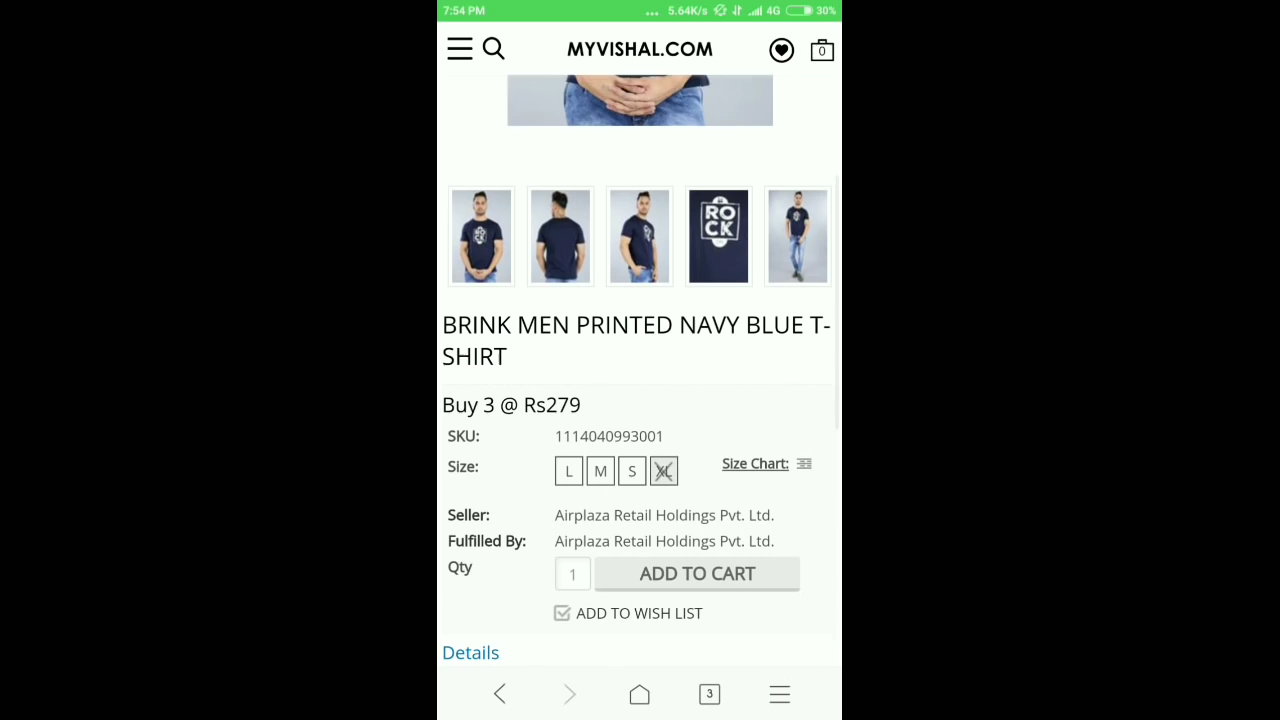 7:54 PM ... 5.64K/s 4G 30%
MYVISHAL.COM 0
ROCK
RO
CK
BRINK MEN PRINTED NAVY BLUE T-
SHIRT
Buy 3 @ Rs279
SKU: 1114040993001
Size: L M S XL Size Chart:
Seller: Airplaza Retail Holdings Pvt. Ltd.
Fulfilled By: Airplaza Retail Holdings Pvt. Ltd.
Qty 1 ADD TO CART
ADD TO WISH LIST
Details
3